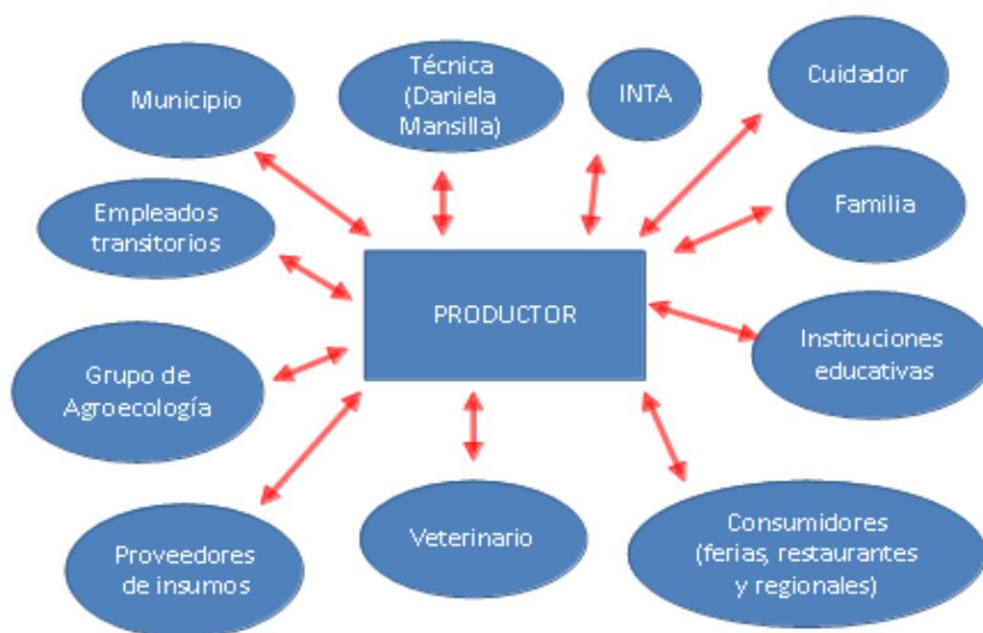 Municipio
Técnica
(Daniela
Mansilla)
INTA
Cuidador
Empleados
transitorios
Familia
PRODUCTOR
Grupo de
Agroecología
Instituciones
educativas
Proveedores
de insumos
Veterinario
Consumidores
(ferias, restaurantes
y regionales)